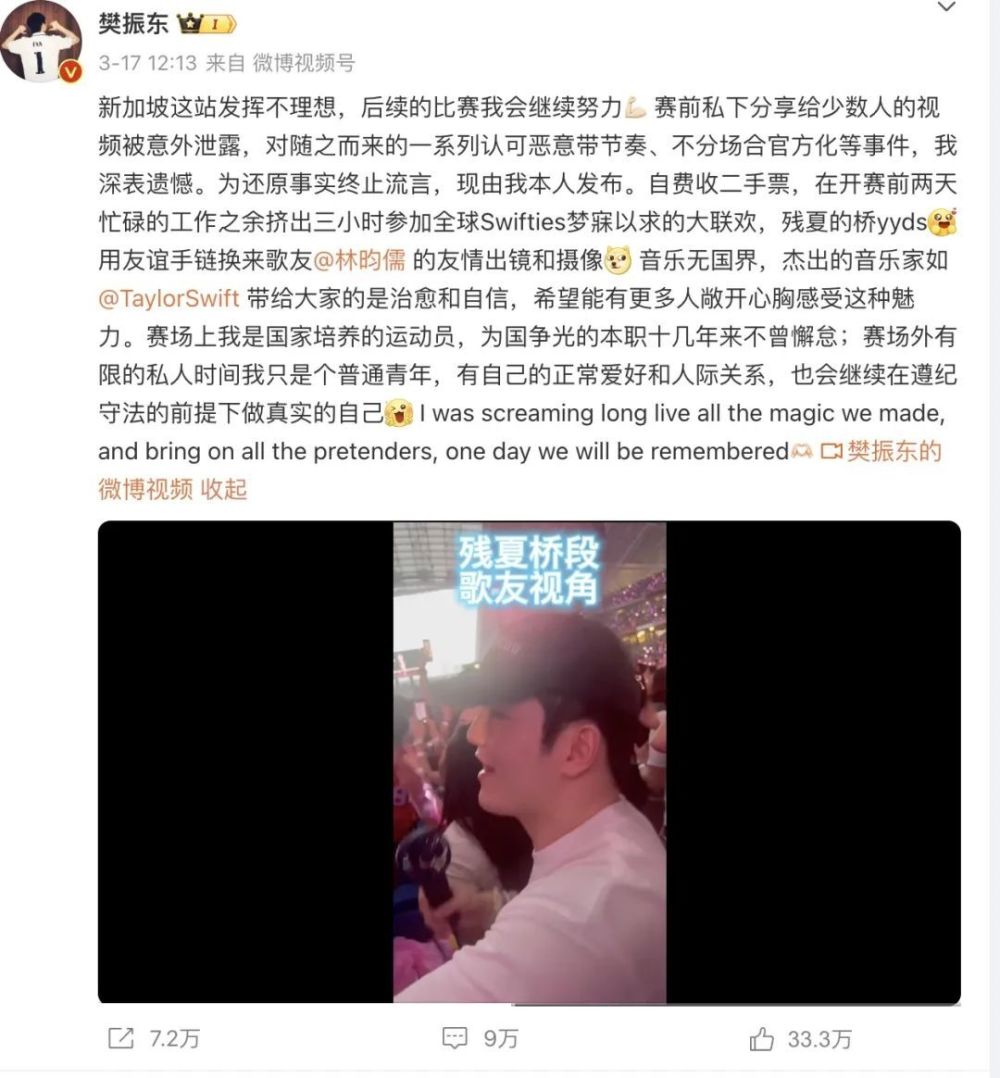 樊振东
3-17 12:13 来自 微博视频号
新加坡这站发挥不理想，后续的比赛我会继续努力💪🏻 赛前私下分享给少数人的视
频被意外泄露，对随之而来的一系列认可恶意带节奏、不分场合官方化等事件，我
深表遗憾。为还原事实终止流言，现由我本人发布。自费收二手票，在开赛前两天
忙碌的工作之余挤出三小时参加全球Swifties梦寐以求的大联欢，残夏的桥yyds
用友谊手链换来歌友@林昀儒 的友情出镜和摄像 音乐无国界，杰出的音乐家如
@TaylorSwift 带给大家的是治愈和自信，希望能有更多人敞开心胸感受这种魅
力。赛场上我是国家培养的运动员，为国争光的本职十几年来不曾懈怠；赛场外有
限的私人时间我只是个普通青年，有自己的正常爱好和人际关系，也会继续在遵纪
守法的前提下做真实的自己 I was screaming long live all the magic we made,
and bring on all the pretenders, one day we will be remembered🫶🏻 樊振东的
微博视频 收起
残夏桥段
歌友视角
7.2万
9万
33.3万